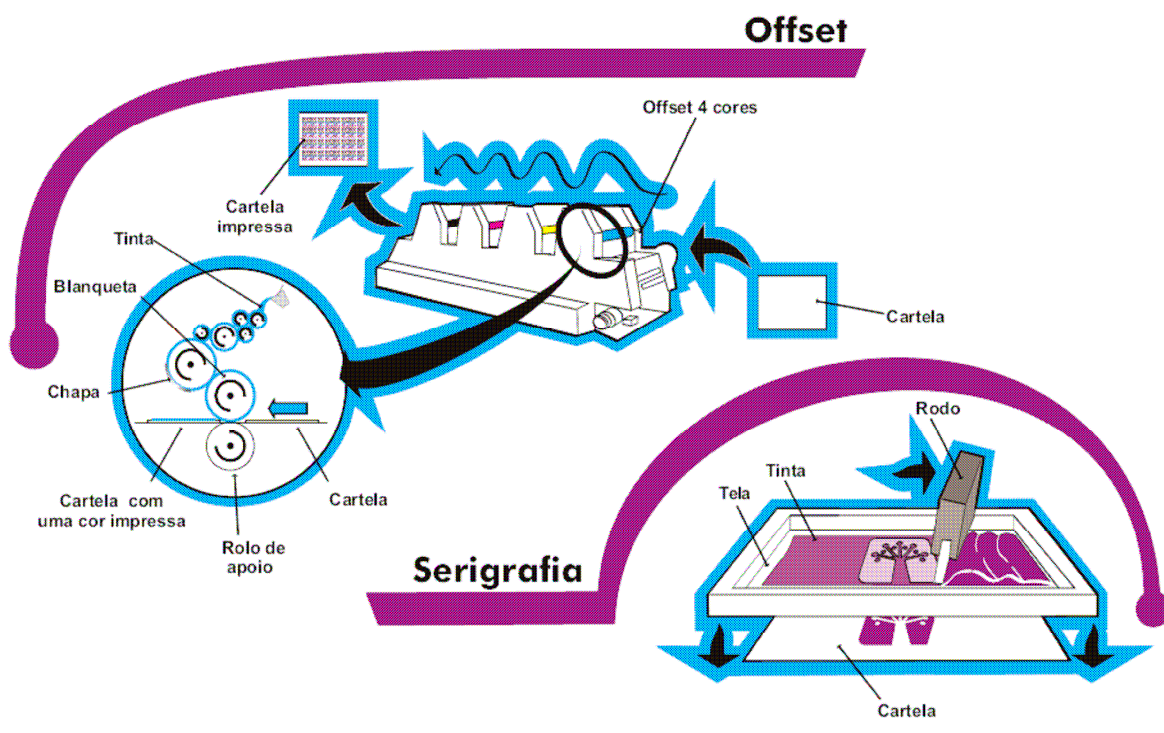 Offset
Offset 4 cores
Cartela
impressa
Tinta
Blanqueta
Cartela
Chapa
Cartela com
uma cor impressa
Cartela
Rolo de
apoio
Rodo
Tinta
Tela
Serigrafia
Cartela